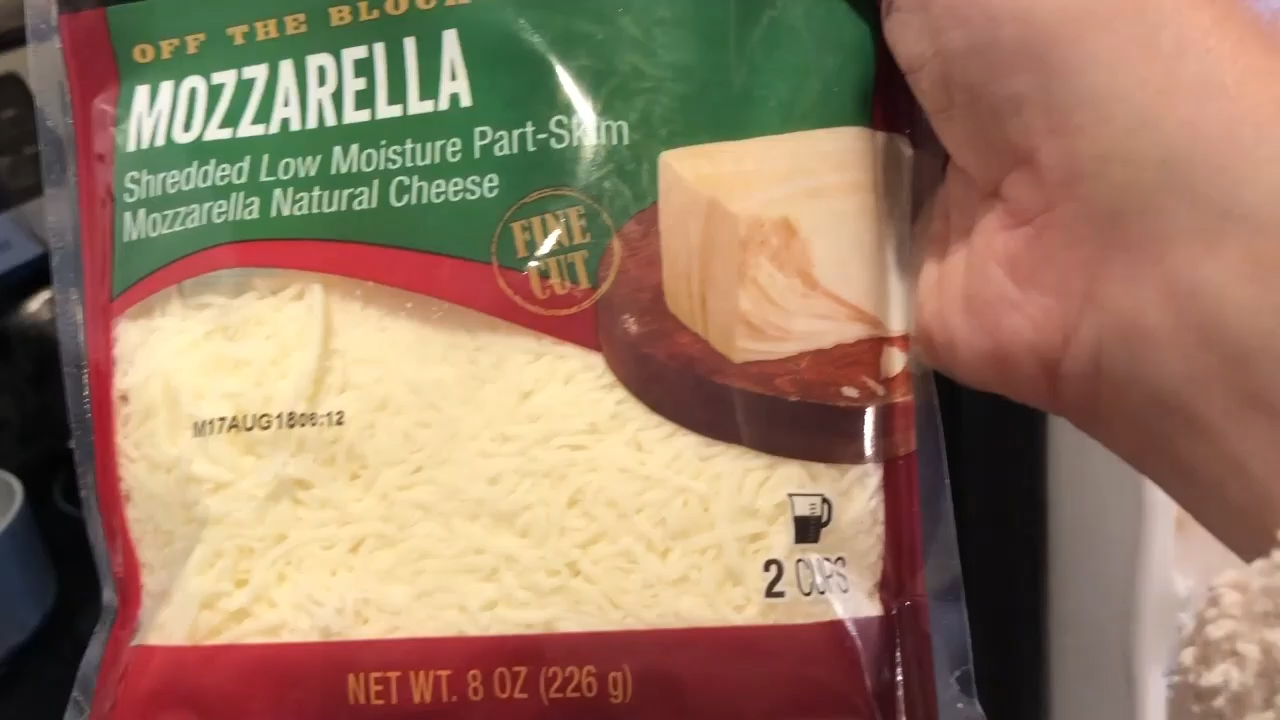 OFF THE BLOCK
MOZZARELLA
Shredded Low Moisture Part-Skim
Mozzarella Natural Cheese
FINE
CUT
M17AUG1806:12
2 CUPS
NET WT. 8 OZ (226 g)